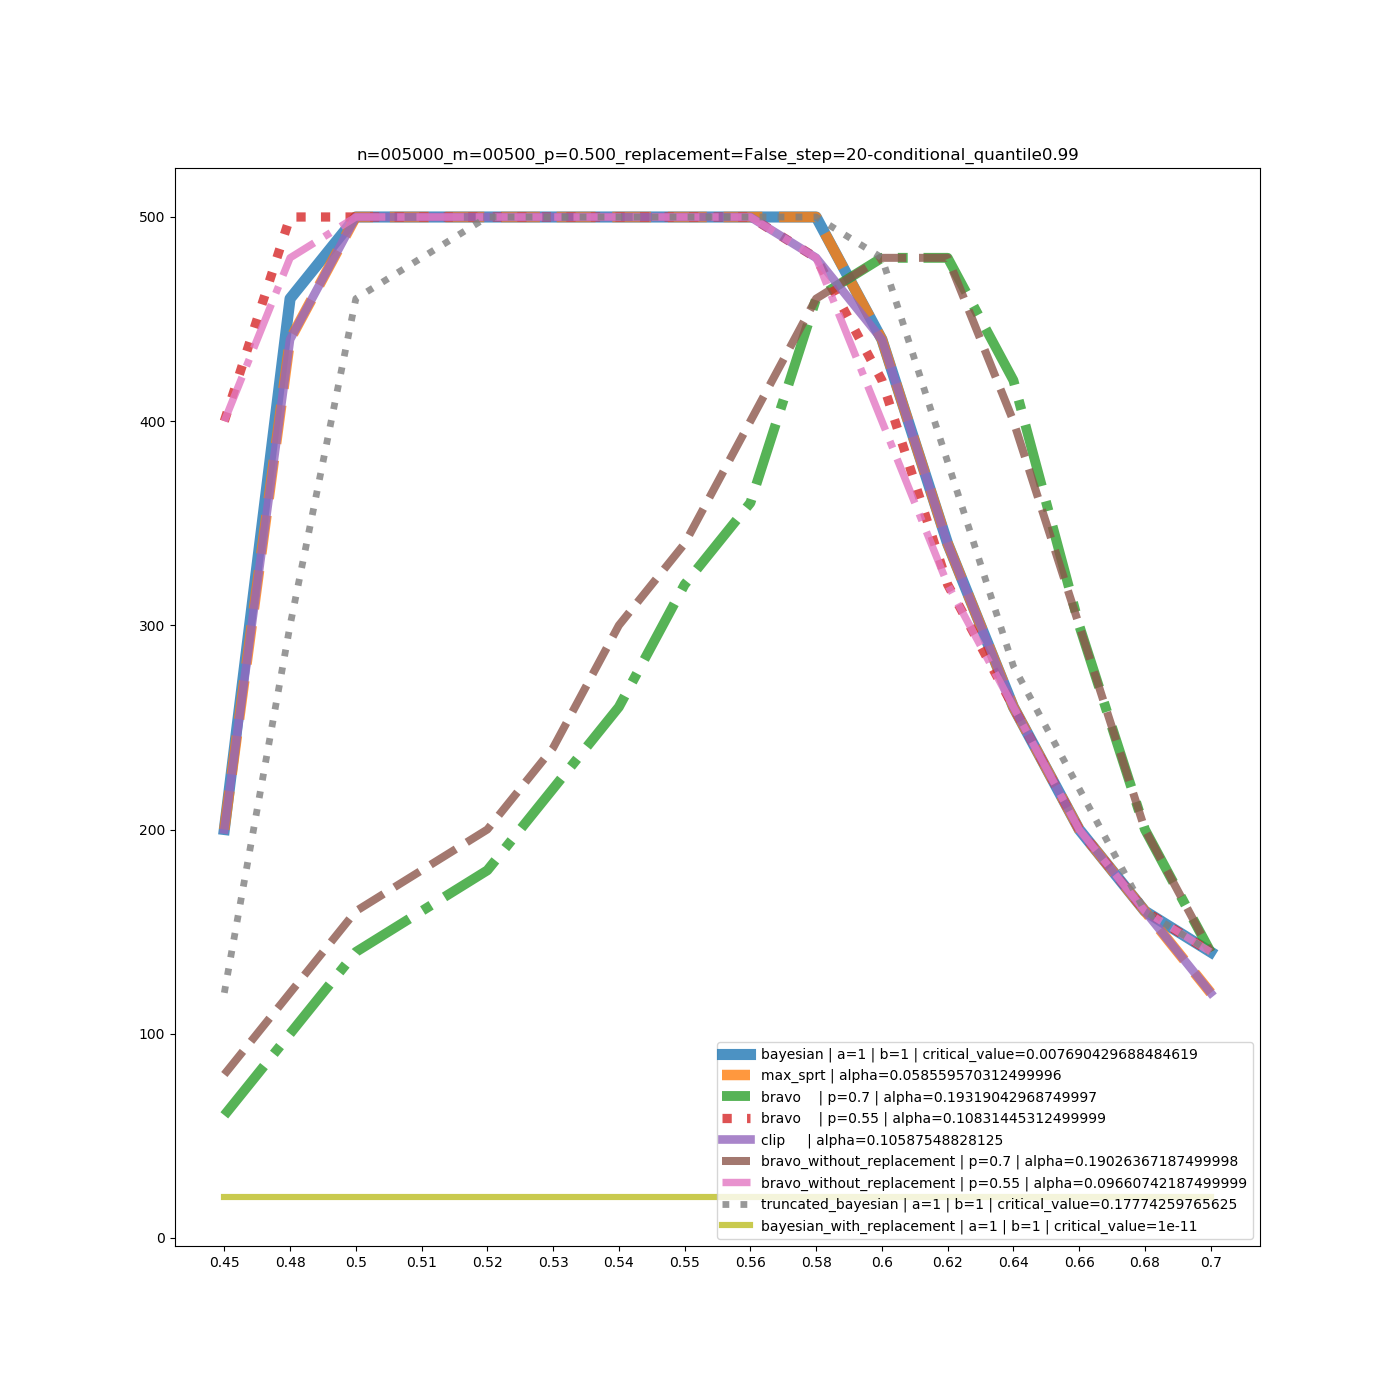 n=005000_m=00500_p=0.500_replacement=False_step=20-conditional_quantile0.99
500
400
300
200
100
0
0.45 0.48 0.5 0.51 0.52 0.53 0.54 0.55 0.56 0.58 0.6 0.62 0.64 0.66 0.68 0.7
bayesian | a=1 | b=1 | critical_value=0.007690429688484619
max_sprt | alpha=0.058559570312499996
bravo    | p=0.7 | alpha=0.19319042968749997
bravo    | p=0.55 | alpha=0.10831445312499999
clip     | alpha=0.10587548828125
bravo_without_replacement | p=0.7 | alpha=0.19026367187499998
bravo_without_replacement | p=0.55 | alpha=0.09660742187499999
truncated_bayesian | a=1 | b=1 | critical_value=0.17774259765625
bayesian_with_replacement | a=1 | b=1 | critical_value=1e-11